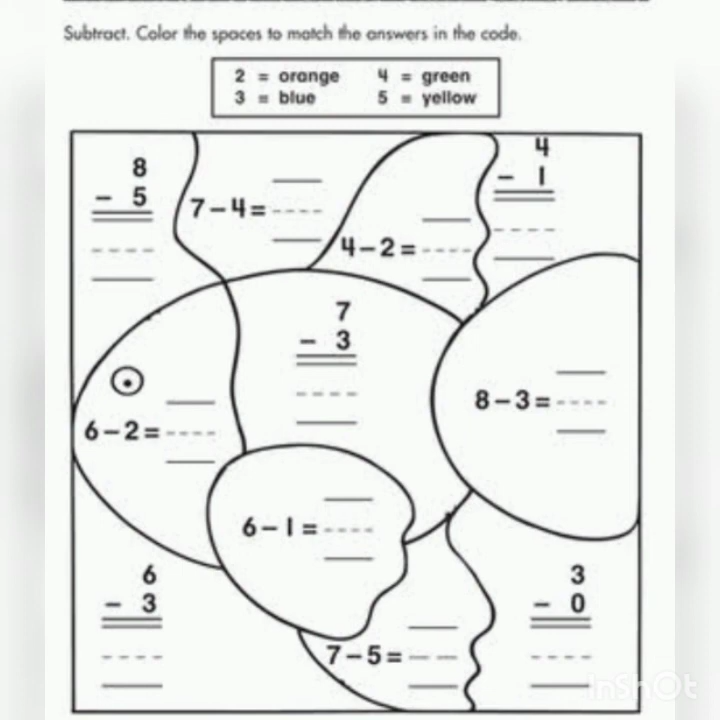 Subtract. Color the spaces to match the answers in the code.
2 = orange 4 = green
3 = blue 5 = yellow
8
- 5
7 - 4 =
4 - 2 =
4
- 1
7
- 3
6 - 2 =
8 - 3 =
6 - 1 =
6
- 3
7 - 5 =
3
- 0
InShOt